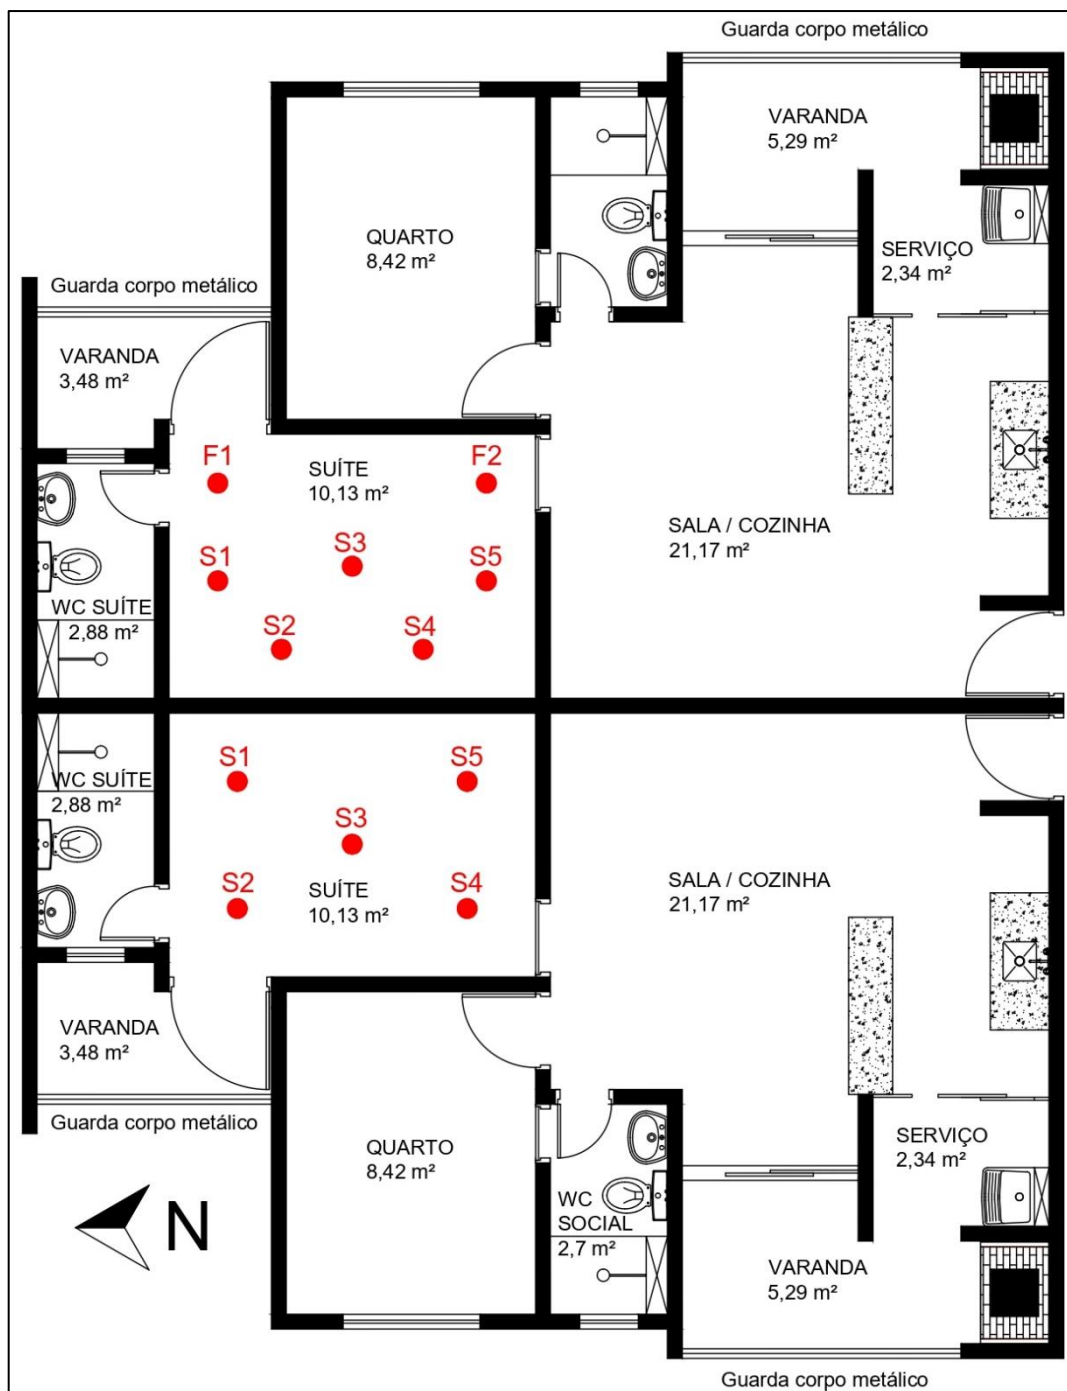 Guarda corpo metálico
VARANDA
5,29 m²
QUARTO
8,42 m²
SERVIÇO
2,34 m²
Guarda corpo metálico
VARANDA
3,48 m²
F1
SUÍTE
10,13 m²
F2
SALA / COZINHA
21,17 m²
S1
S3
S5
WC SUÍTE
2,88 m²
S2
S4
S1
S5
WC SUÍTE
2,88 m²
S3
S2
SUÍTE
10,13 m²
S4
SALA / COZINHA
21,17 m²
VARANDA
3,48 m²
Guarda corpo metálico
QUARTO
8,42 m²
SERVIÇO
2,34 m²
WC
SOCIAL
2,7 m²
N
VARANDA
5,29 m²
Guarda corpo metálico